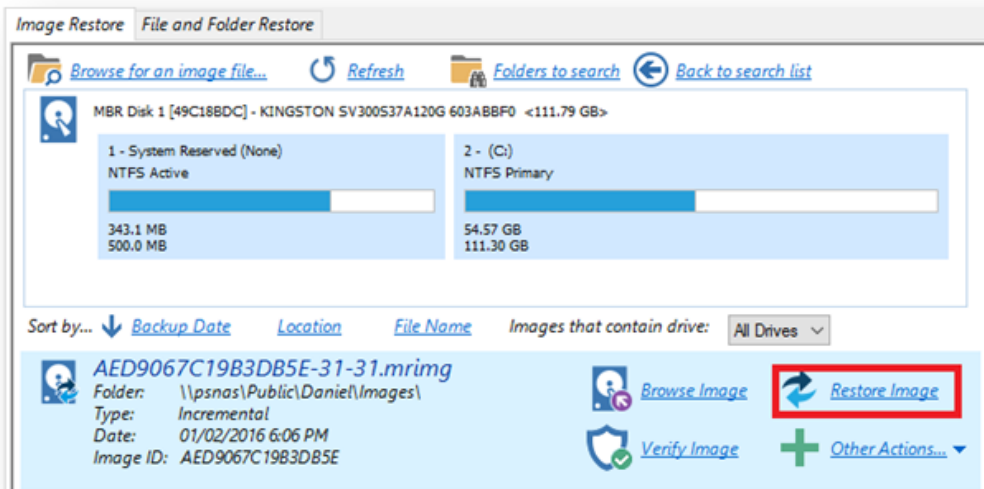 Image Restore File and Folder Restore
Browse for an image file... Refresh Folders to search Back to search list
MBR Disk 1 [49C18BDC] - KINGSTON SV300S37A120G 603ABBF0 <111.79 GB>
1 - System Reserved (None) 2 - (C:)
NTFS Active NTFS Primary
343.1 MB 54.57 GB
500.0 MB 111.30 GB
Sort by... Backup Date Location File Name Images that contain drive: All Drives
AED9067C19B3DB5E-31-31.mrimg
Folder: \\psnas\Public\Daniel\Images\ Browse Image Restore Image
Type: Incremental
Date: 01/02/2016 6:06 PM
Image ID: AED9067C19B3DB5E Verify Image Other Actions...